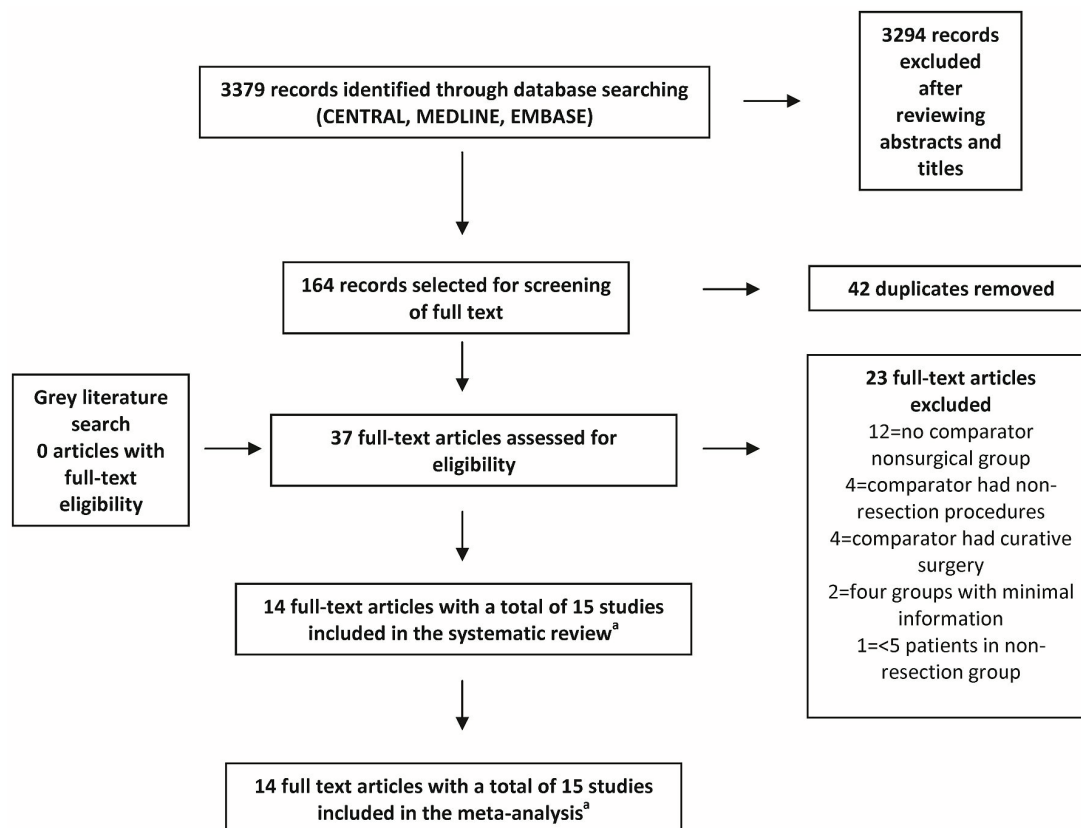 3379 records identified through database searching
(CENTRAL, MEDLINE, EMBASE)
3294 records
excluded
after
reviewing
abstracts and
titles
164 records selected for screening
of full text
42 duplicates removed
Grey literature
search
0 articles with
full-text
eligibility
37 full-text articles assessed for
eligibility
23 full-text articles
excluded
12=no comparator
nonsurgical group
4=comparator had non-
resection procedures
4=comparator had curative
surgery
2=four groups with minimal
information
1=<5 patients in non-
resection group
14 full-text articles with a total of 15 studies
included in the systematic reviewᵃ
14 full text articles with a total of 15 studies
included in the meta-analysisᵃ